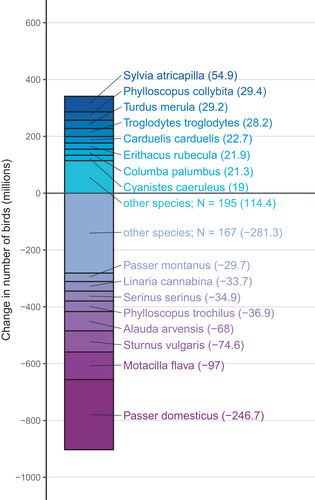 600
400
200
0
−200
−400
−600
−800
−1000
Change in number of birds (millions)
Sylvia atricapilla (54.9)
Phylloscopus collybita (29.4)
Turdus merula (29.2)
Troglodytes troglodytes (28.2)
Carduelis carduelis (22.7)
Erithacus rubecula (21.9)
Columba palumbus (21.3)
Cyanistes caeruleus (19)
other species; N = 195 (114.4)
other species; N = 167 (−281.3)
Passer montanus (−29.7)
Linaria cannabina (−33.7)
Serinus serinus (−34.9)
Phylloscopus trochilus (−36.9)
Alauda arvensis (−68)
Sturnus vulgaris (−74.6)
Motacilla flava (−97)
Passer domesticus (−246.7)